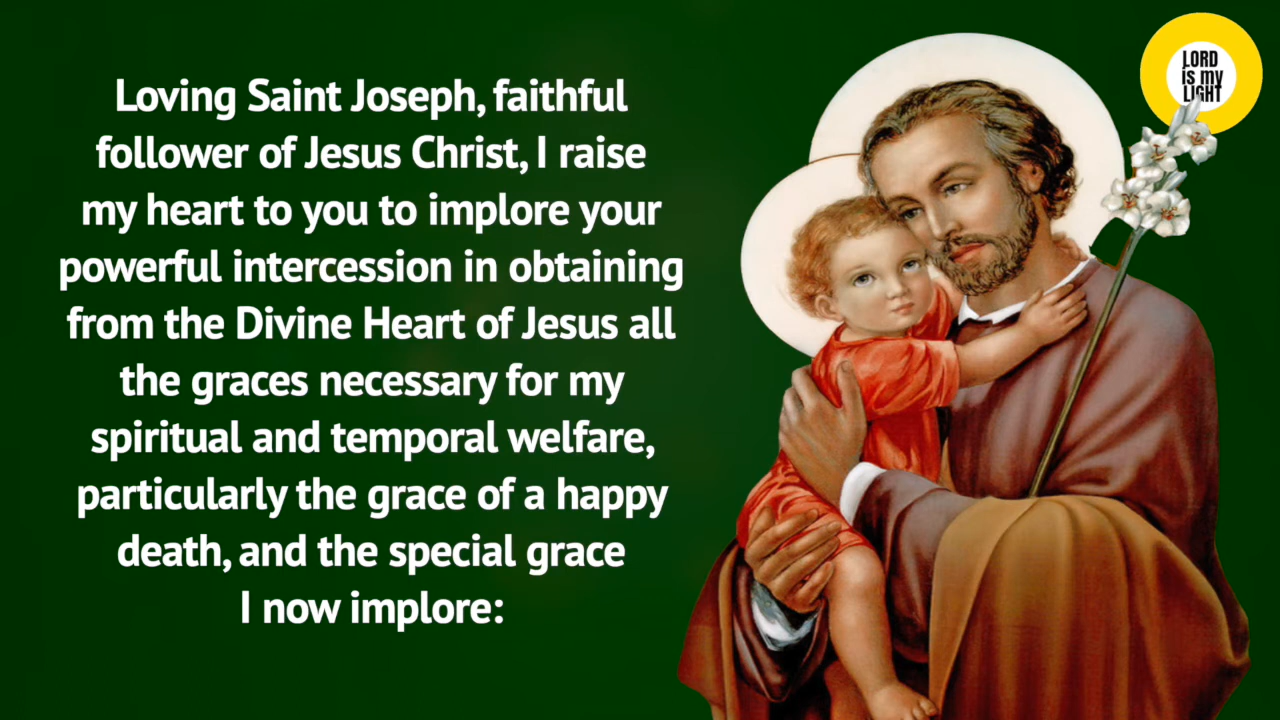 Loving Saint Joseph, faithful
follower of Jesus Christ, I raise
my heart to you to implore your
powerful intercession in obtaining
from the Divine Heart of Jesus all
the graces necessary for my
spiritual and temporal welfare,
particularly the grace of a happy
death, and the special grace
I now implore:
LORD
is my
LIGHT